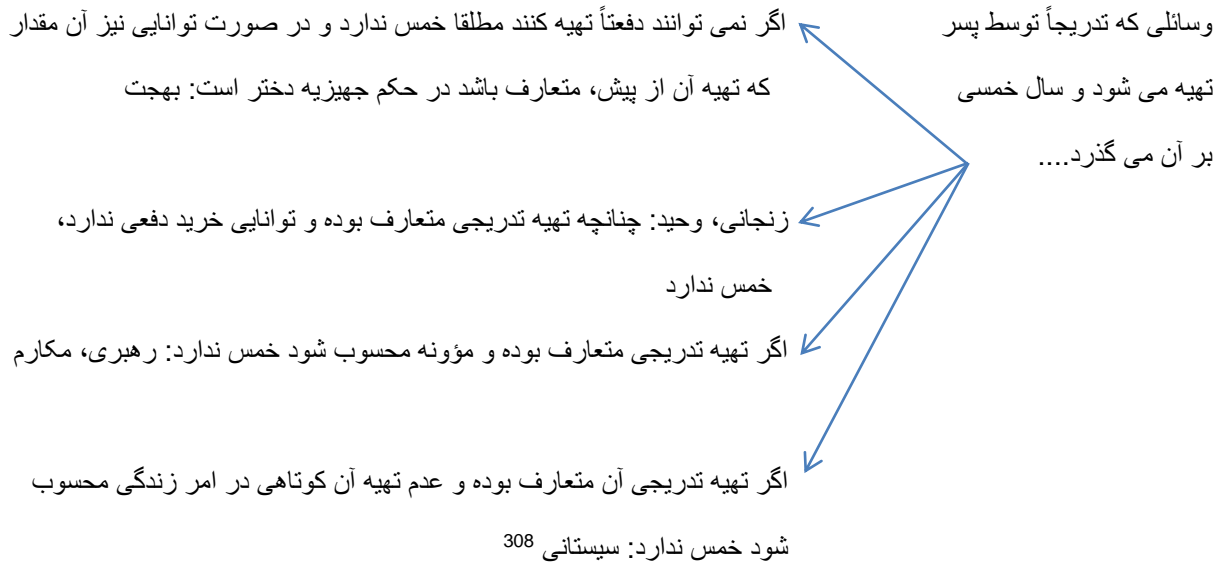 وسائلی که تدریجاً توسط پسر
تهیه می شود و سال خمسی
بر آن می گذرد....
اگر نمی توانند دفعتاً تهیه کنند مطلقا خمس ندارد و در صورت توانایی نیز آن مقدار
که تهیه آن از پیش، متعارف باشد در حکم جهیزیه دختر است: بهجت
زنجانی، وحید: چنانچه تهیه تدریجی متعارف بوده و توانایی خرید دفعی ندارد،
خمس ندارد
اگر تهیه تدریجی متعارف بوده و مؤونه محسوب شود خمس ندارد: رهبری، مکارم
اگر تهیه تدریجی آن متعارف بوده و عدم تهیه آن کوتاهی در امر زندگی محسوب
شود خمس ندارد: سیستانی 308